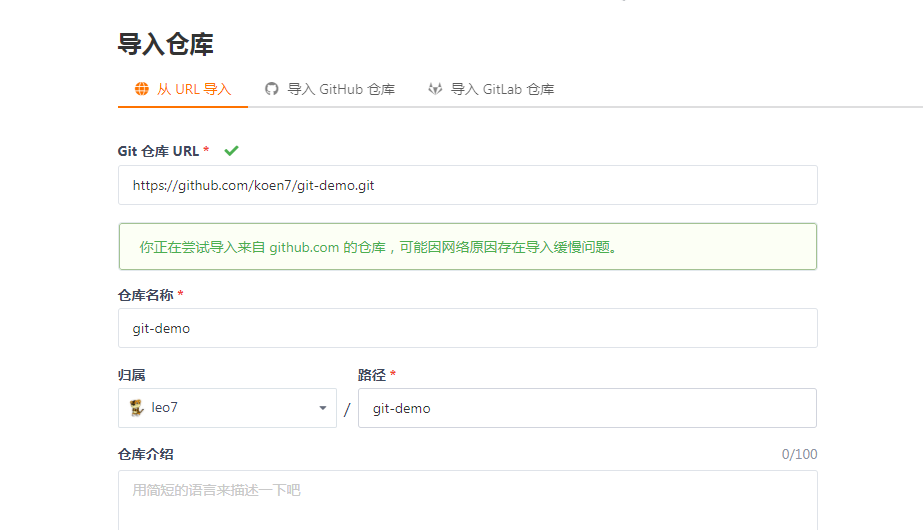 导入仓库
从 URL 导入 导入 GitHub 仓库 导入 GitLab 仓库
Git 仓库 URL *
https://github.com/koen7/git-demo.git
你正在尝试导入来自 github.com 的仓库，可能因网络原因存在导入缓慢问题。
仓库名称 *
git-demo
归属 路径 *
leo7 / git-demo
仓库介绍 0/100
用简短的语言来描述一下吧